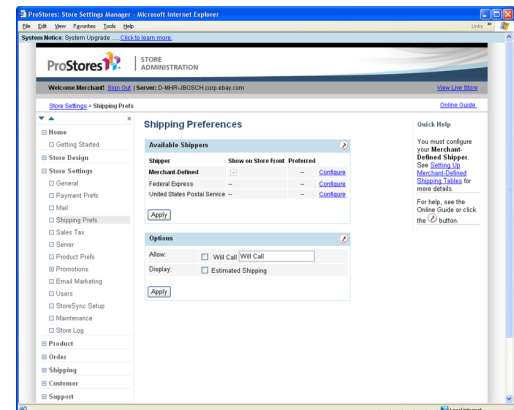 ProStores: Store Settings Manager - Microsoft Internet Explorer
File Edit View Favorites Tools Help Links
System Notice: System Upgrade .....Click to learn more.
ProStores STORE ADMINISTRATION
Welcome Merchant! Sign Out | Server: D-MHR-JBOSCH.corp.ebay.com View Live Store
Store Settings > Shipping Prefs Online Guide
x
Home
Getting Started
Store Design
Store Settings
General
Payment Prefs
Mail
Shipping Prefs
Sales Tax
Server
Product Prefs
Promotions
Email Marketing
Users
StoreSync Setup
Maintenance
Store Log
Product
Order
Shipping
Customer
Support
Shipping Preferences
Available Shippers
Shipper Show on Store Front Preferred
Merchant-Defined -- Configure
Federal Express -- -- Configure
United States Postal Service -- -- Configure
Apply
Options
Allow: Will Call Will Call
Display: Estimated Shipping
Apply
Quick Help
You must configure
your Merchant-
Defined Shipper.
See Setting Up
Merchant-Defined
Shipping Tables for
more details.
For help, see the
Online Guide or click
the button.
Local intranet